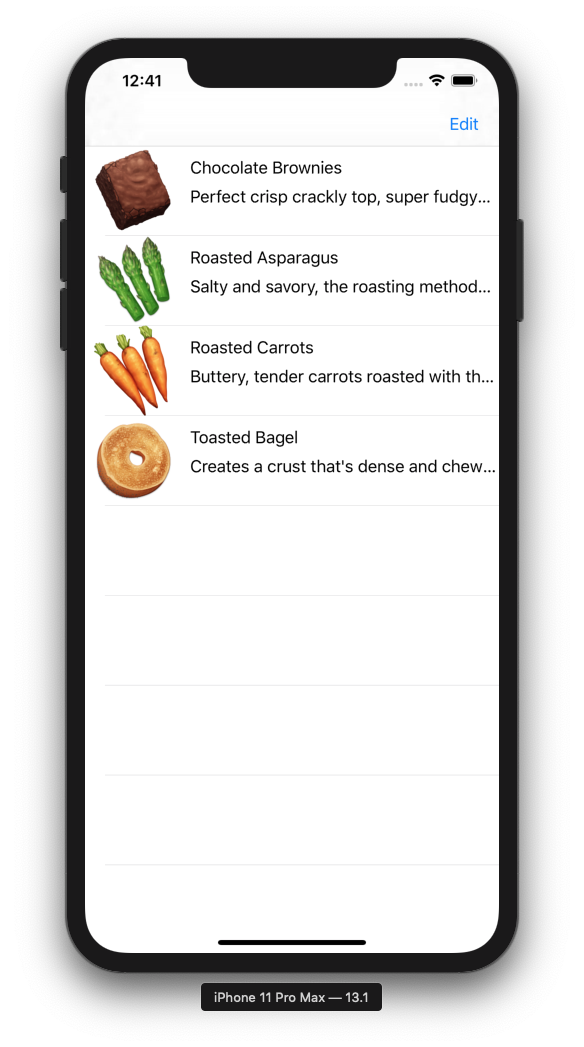 12:41
Edit
Chocolate Brownies
Perfect crisp crackly top, super fudgy...
Roasted Asparagus
Salty and savory, the roasting method...
Roasted Carrots
Buttery, tender carrots roasted with th...
Toasted Bagel
Creates a crust that's dense and chew...
iPhone 11 Pro Max — 13.1